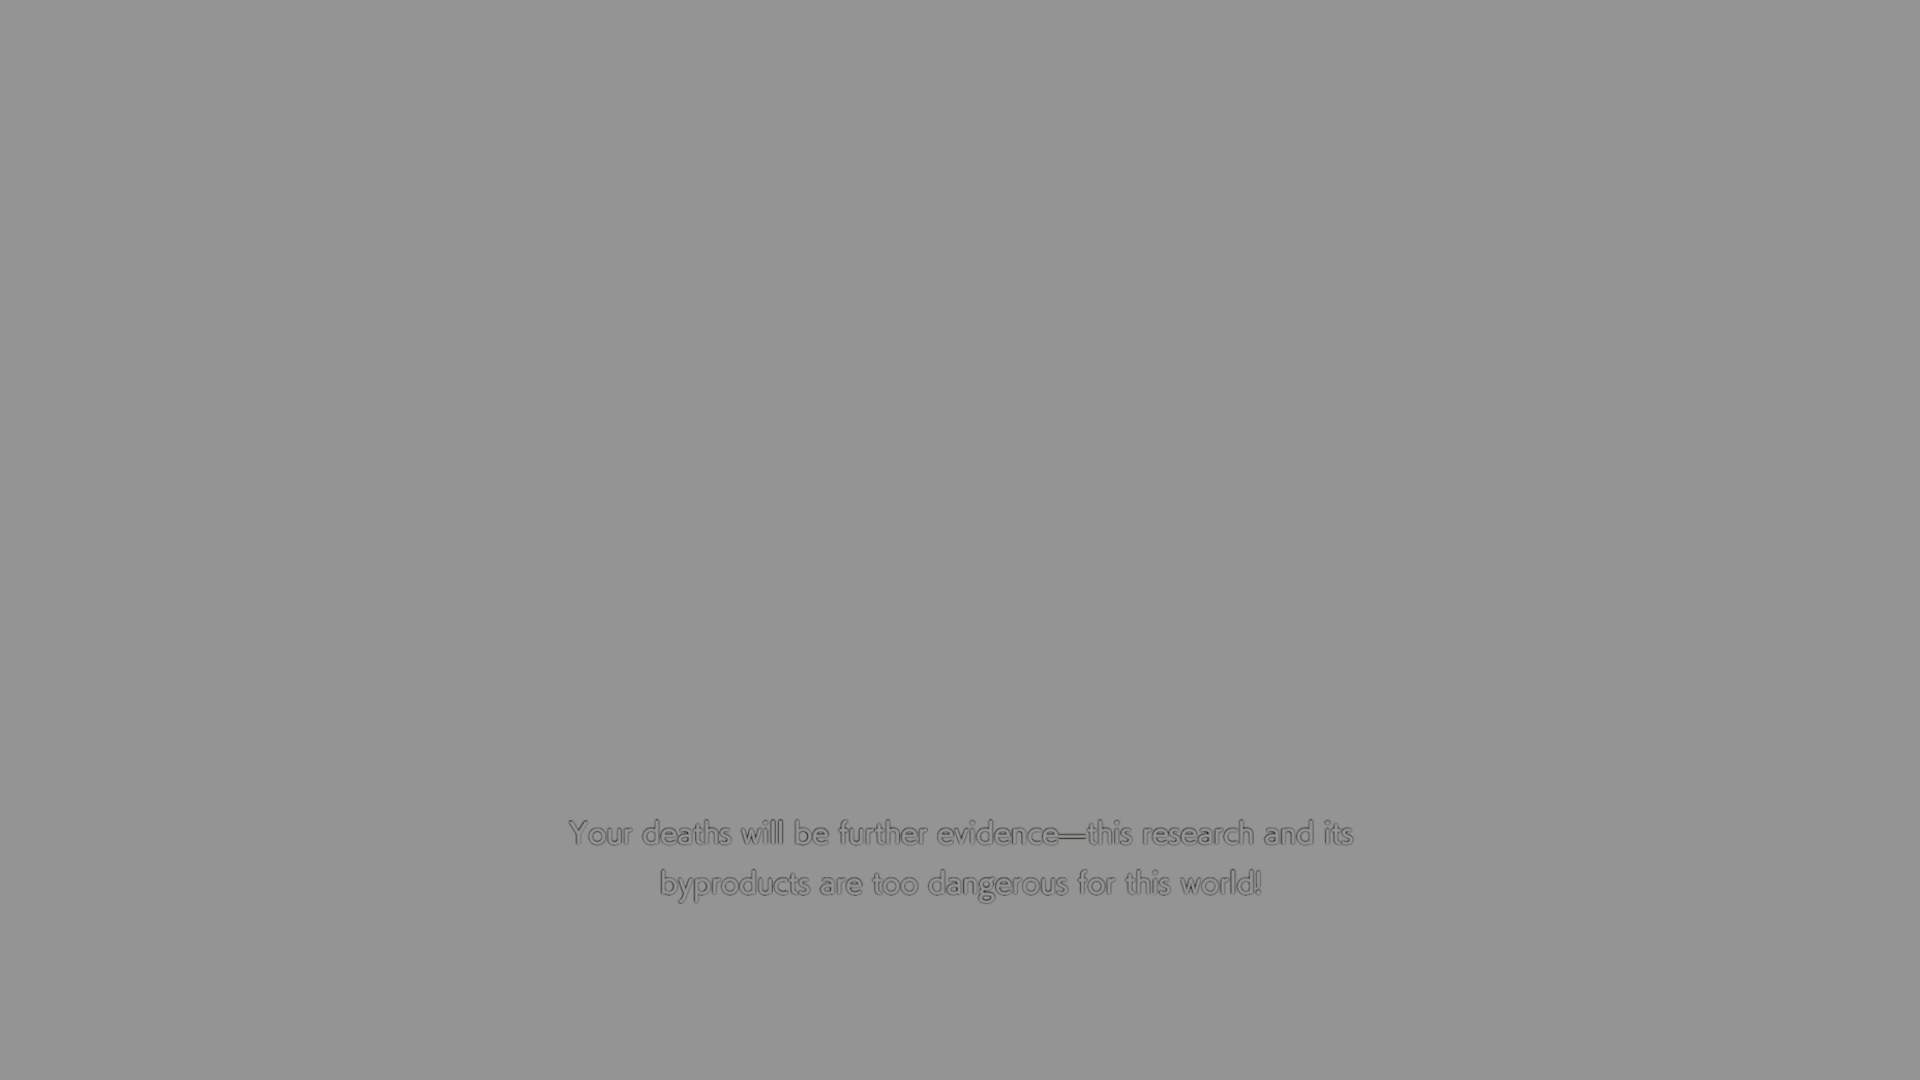 Your deaths will be further evidence—this research and its
byproducts are too dangerous for this world!